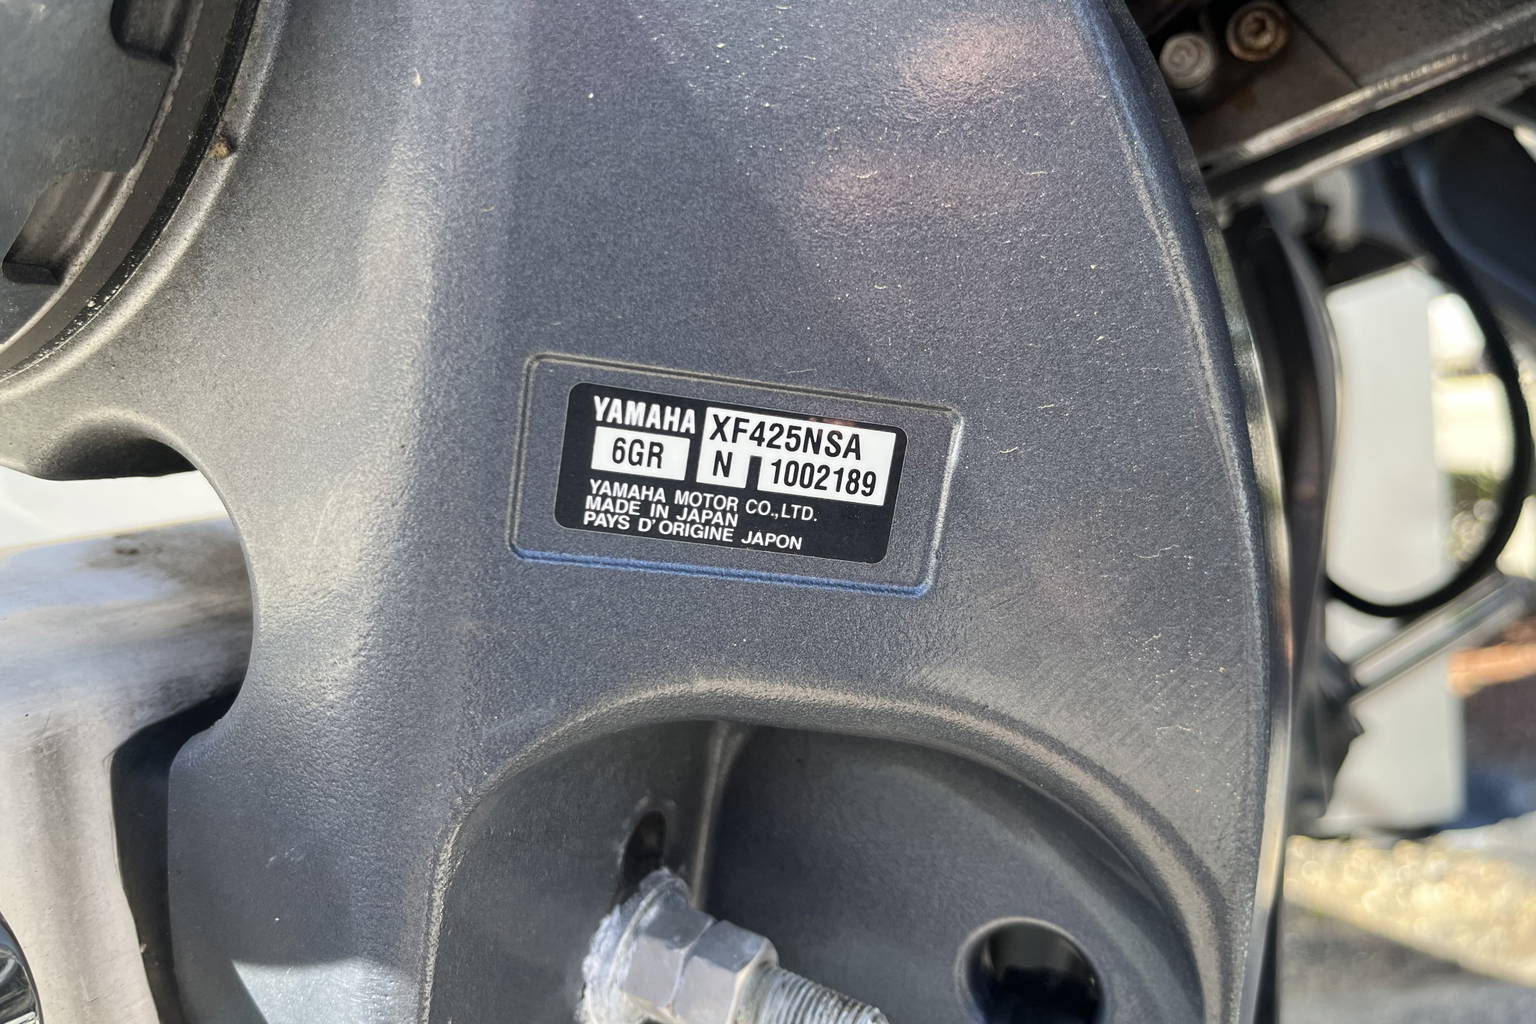 YAMAHA XF425NSA
6GR N 1002189
YAMAHA MOTOR CO.,LTD.
MADE IN JAPAN
PAYS D'ORIGINE JAPON